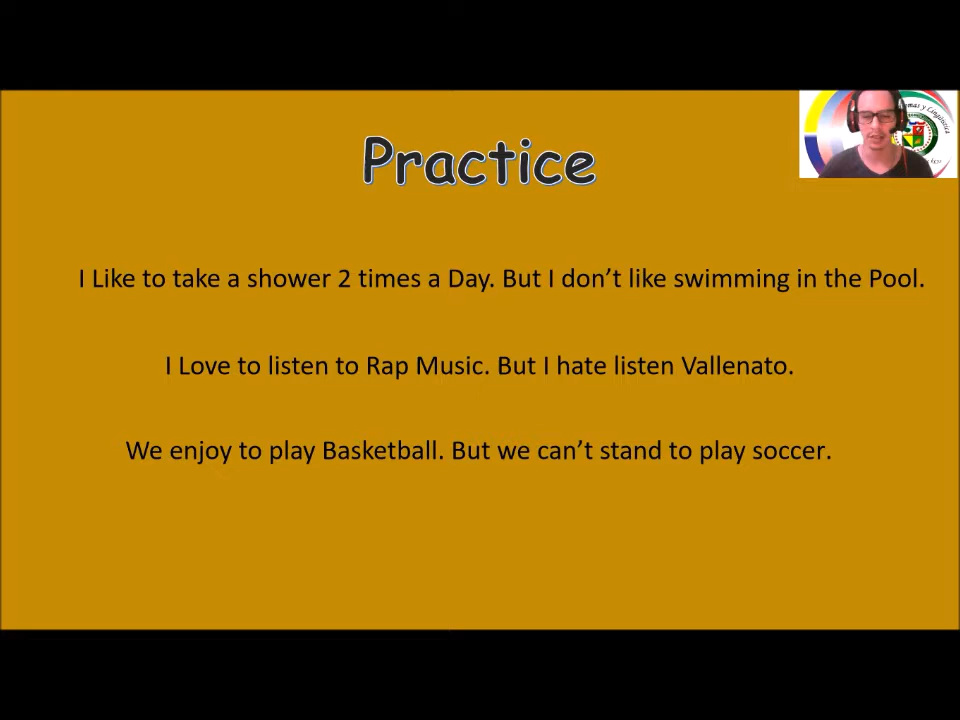 Practice
I Like to take a shower 2 times a Day. But I don’t like swimming in the Pool.
I Love to listen to Rap Music. But I hate listen Vallenato.
We enjoy to play Basketball. But we can’t stand to play soccer.